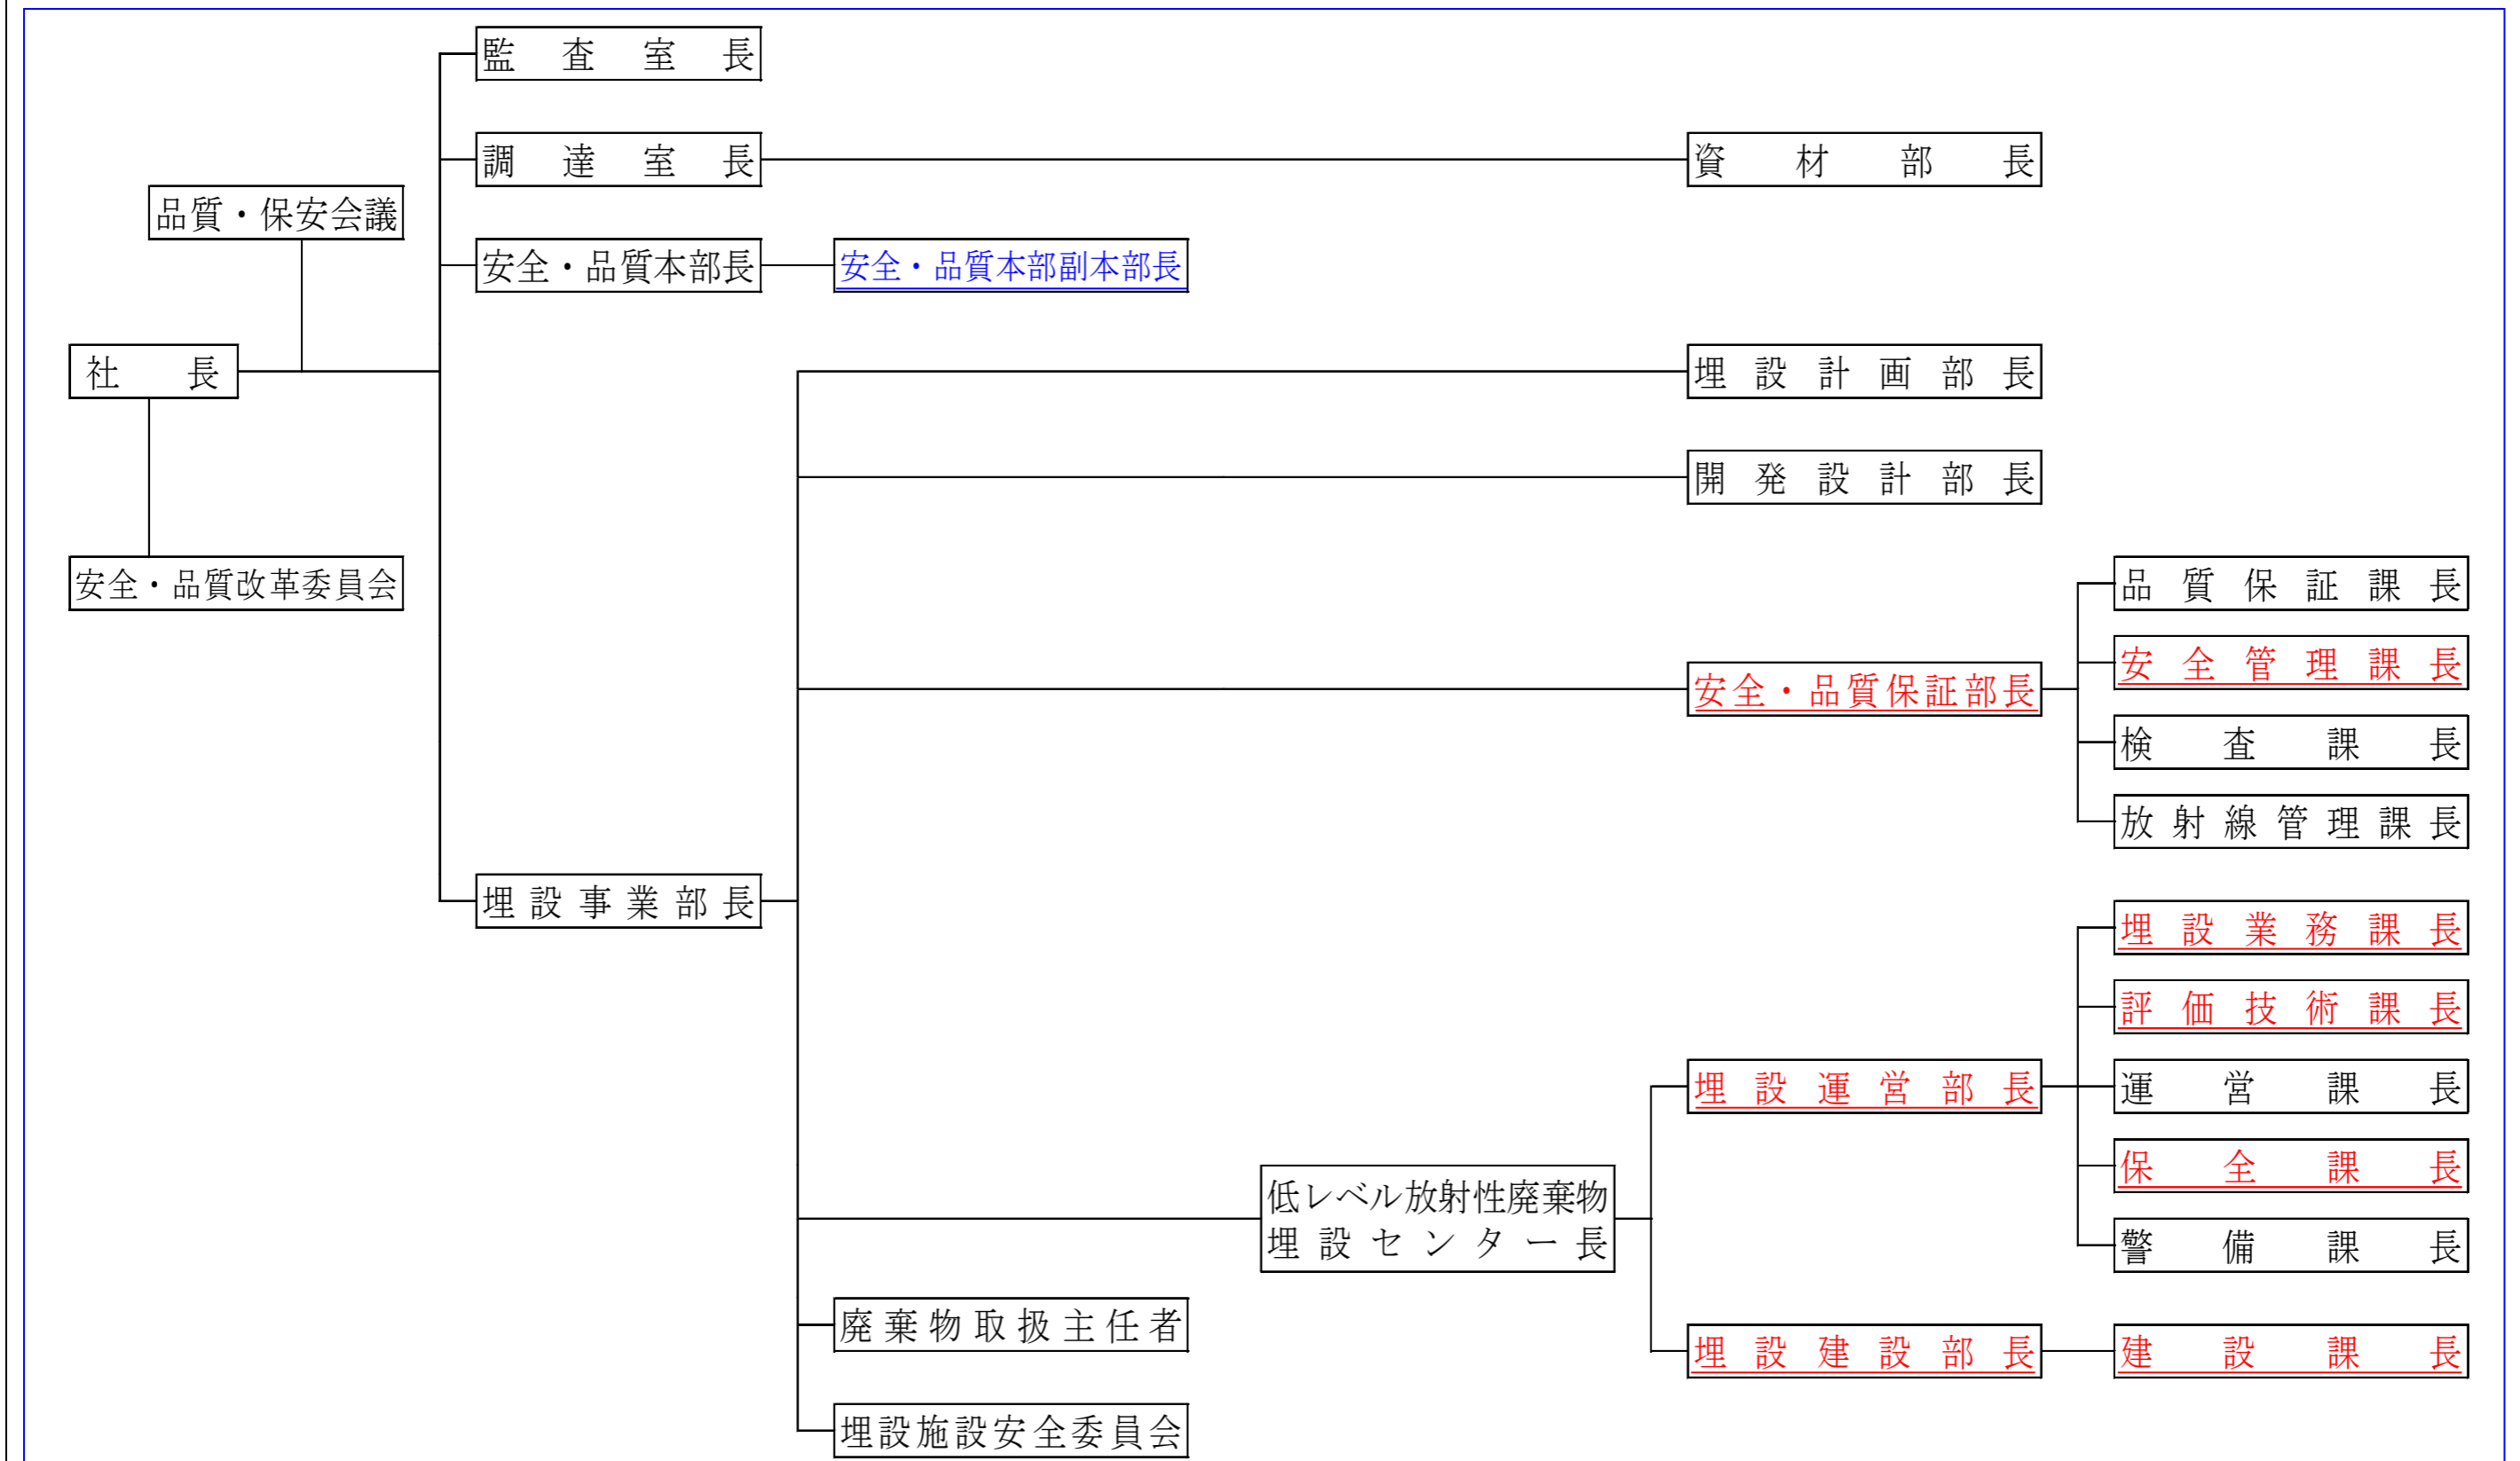 監査室長
調達室長
資材部長
品質・保安会議
安全・品質本部長
安全・品質本部副本部長
社長
埋設計画部長
開発設計部長
安全・品質改革委員会
品質保証課長
安全管理課長
安全・品質保証部長
検査課長
放射線管理課長
埋設事業部長
埋設業務課長
評価技術課長
埋設運営部長
運営課長
保全課長
低レベル放射性廃棄物
埋設センター長
警備課長
廃棄物取扱主任者
埋設建設部長
建設課長
埋設施設安全委員会